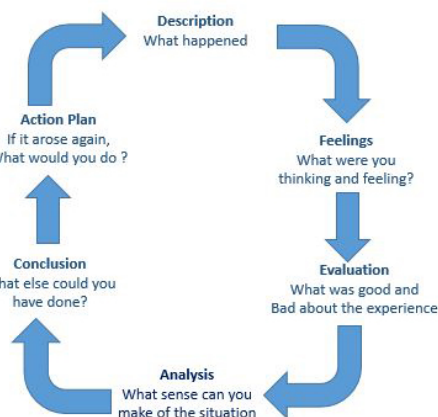 Description
What happened
Feelings
What were you
thinking and feeling?
Evaluation
What was good and
Bad about the experience
Analysis
What sense can you
make of the situation
Conclusion
hat else could you
have done?
Action Plan
If it arose again,
What would you do ?